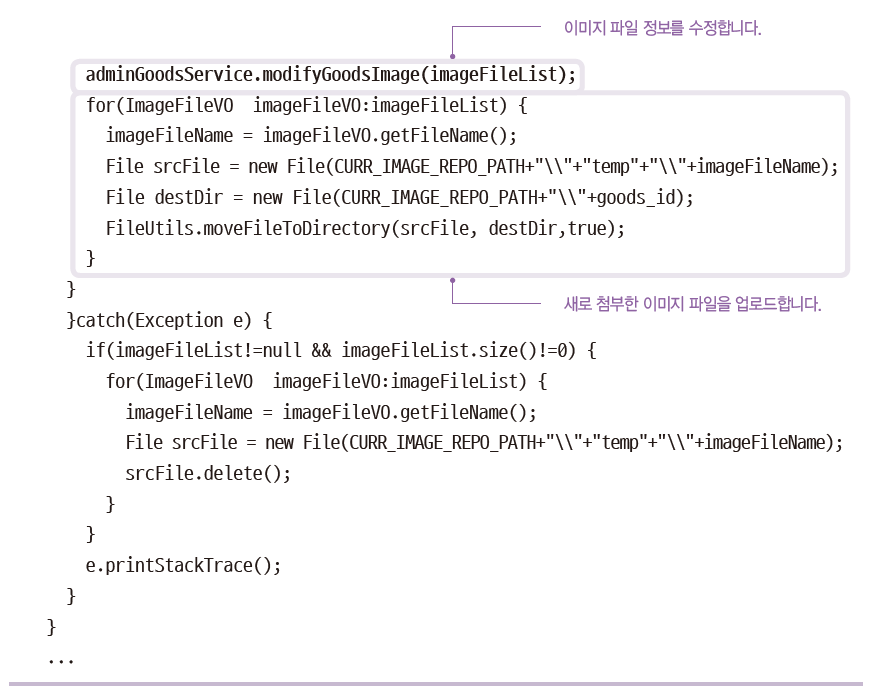 이미지 파일 정보를 수정합니다.
adminGoodsService.modifyGoodsImage(imageFileList);
for(ImageFileVO  imageFileVO:imageFileList) {
imageFileName = imageFileVO.getFileName();
File srcFile = new File(CURR_IMAGE_REPO_PATH+"\\"+"temp"+"\\"+imageFileName);
File destDir = new File(CURR_IMAGE_REPO_PATH+"\\"+goods_id);
FileUtils.moveFileToDirectory(srcFile, destDir,true);
}
}
새로 첨부한 이미지 파일을 업로드합니다.
}catch(Exception e) {
if(imageFileList!=null && imageFileList.size()!=0) {
for(ImageFileVO  imageFileVO:imageFileList) {
imageFileName = imageFileVO.getFileName();
File srcFile = new File(CURR_IMAGE_REPO_PATH+"\\"+"temp"+"\\"+imageFileName);
srcFile.delete();
}
}
e.printStackTrace();
}
}
...